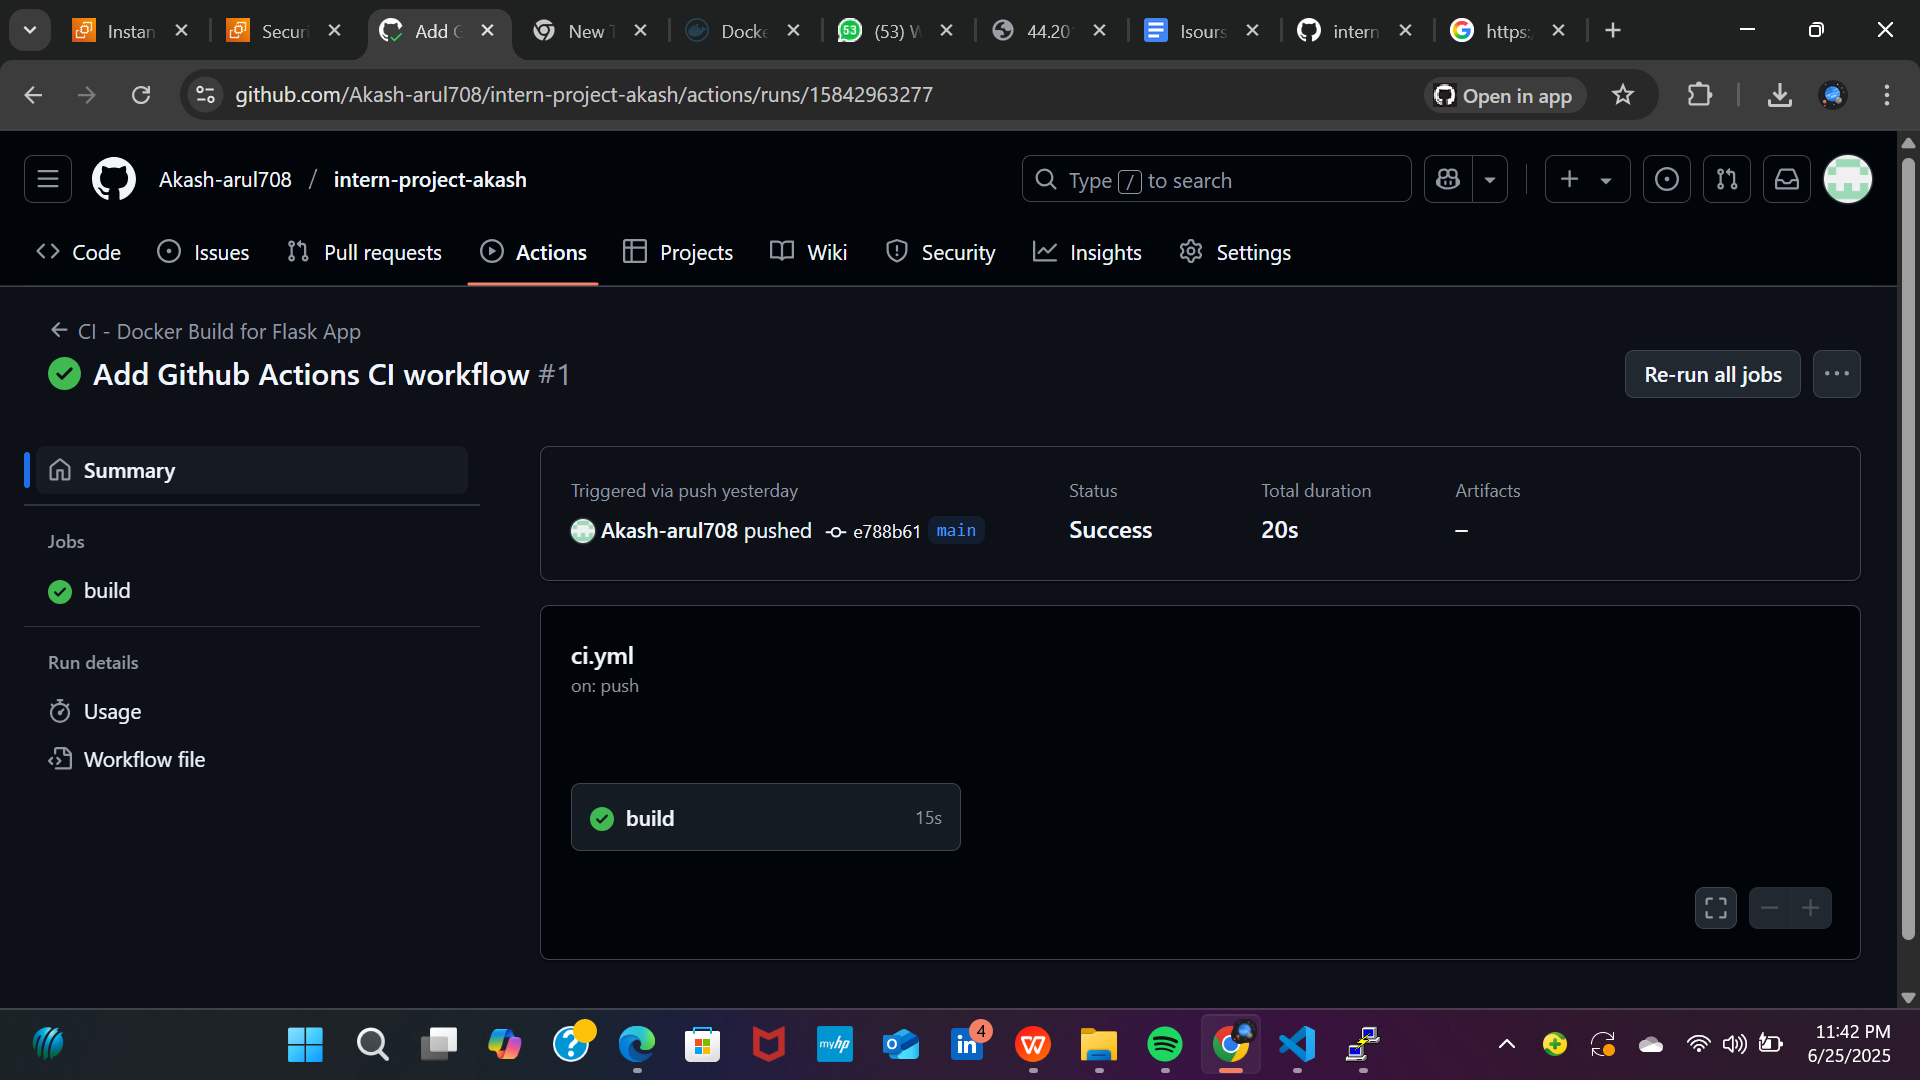 Instan
Securi
Add G
New T
Docke
(53) W
44.20
Isours
intern
https:
github.com/Akash-arul708/intern-project-akash/actions/runs/15842963277
Open in app
Akash-arul708 / intern-project-akash
Type / to search
Code
Issues
Pull requests
Actions
Projects
Wiki
Security
Insights
Settings
CI - Docker Build for Flask App
Add Github Actions CI workflow #1
Re-run all jobs
Summary
Jobs
build
Run details
Usage
Workflow file
Triggered via push yesterday
Akash-arul708 pushed e788b61 main
Status
Success
Total duration
20s
Artifacts
–
ci.yml
on: push
build 15s
myhp
4
11:42 PM
6/25/2025